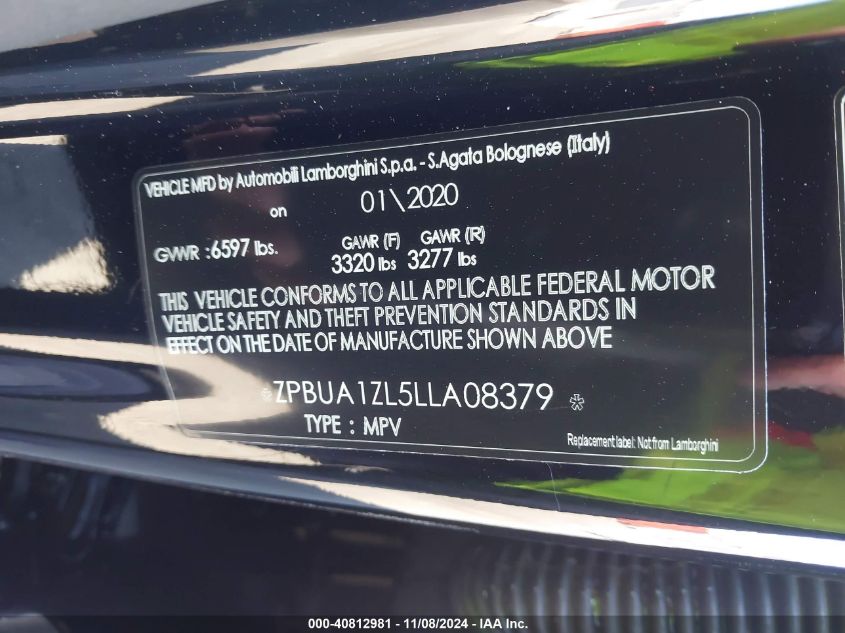 VEHICLE MFD by Automobili Lamborghini S.p.a. - S.Agata Bolognese (Italy)
on 01\2020
GVWR :6597 lbs. GAWR (F) GAWR (R)
3320 lbs 3277 lbs
THIS VEHICLE CONFORMS TO ALL APPLICABLE FEDERAL MOTOR
VEHICLE SAFETY AND THEFT PREVENTION STANDARDS IN
EFFECT ON THE DATE OF MANUFACTURE SHOWN ABOVE
*ZPBUA1ZL5LLA08379*
TYPE : MPV
Replacement label: Not from Lamborghini
000-40812981 - 11/08/2024 - IAA Inc.